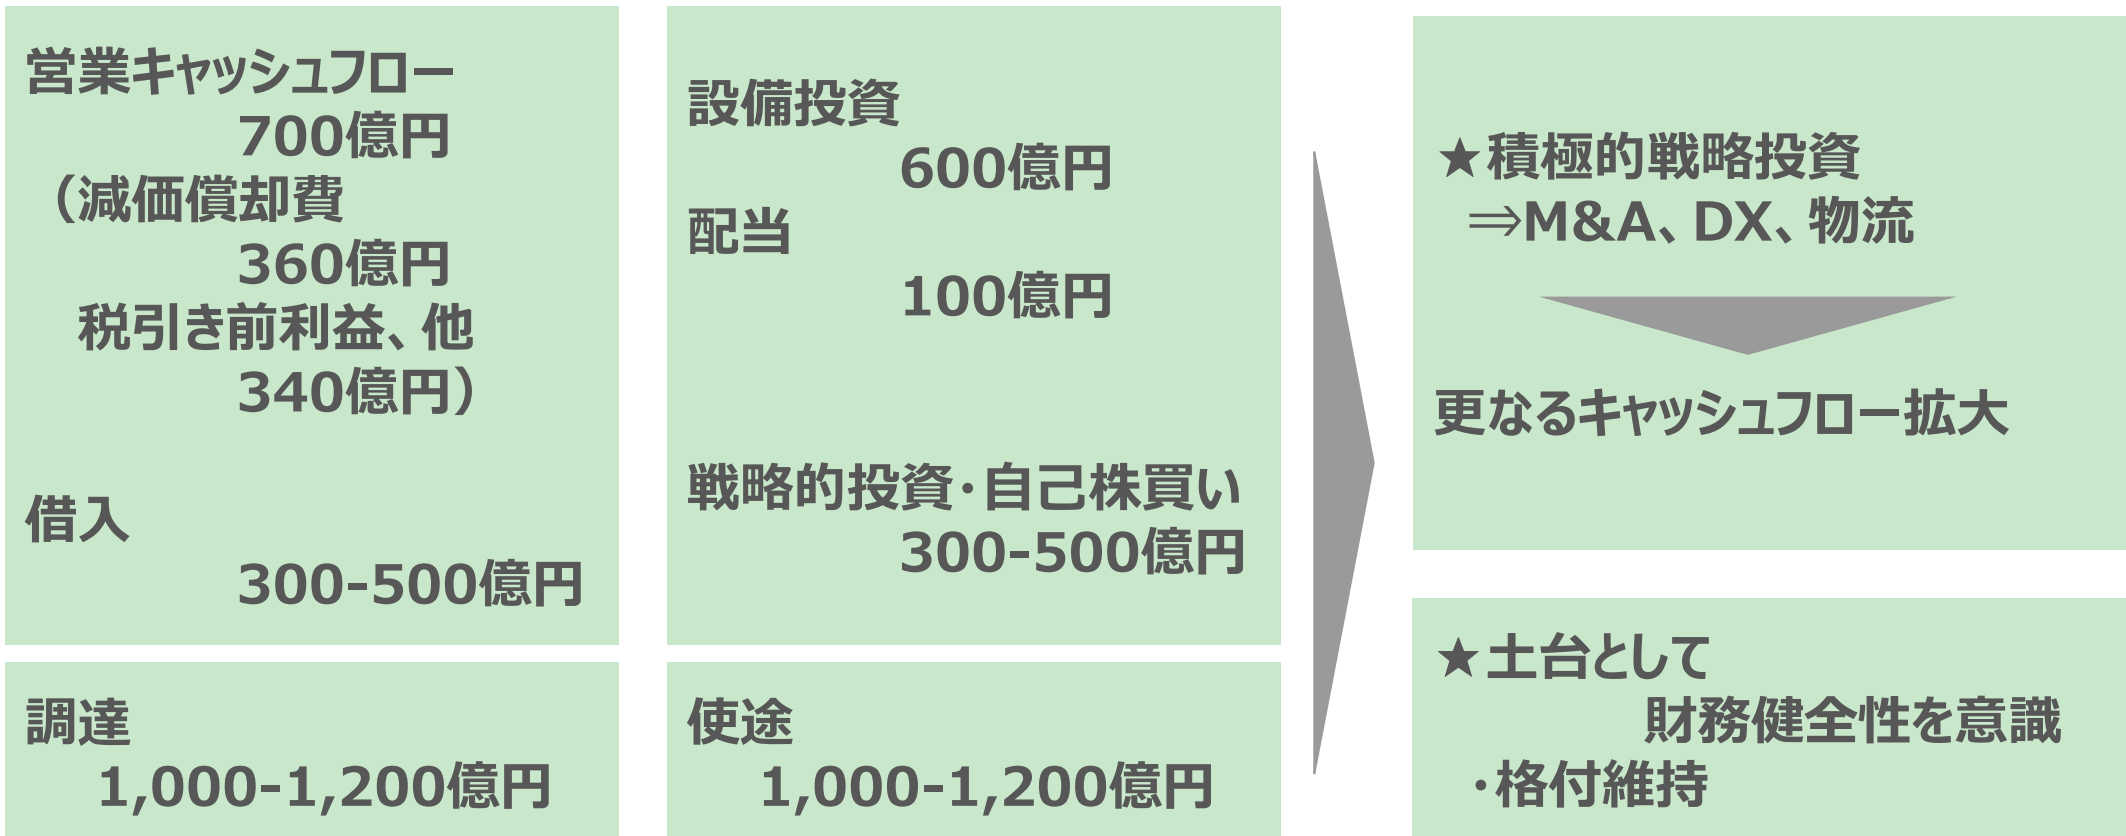 営業キャッシュフロー
700億円
（減価償却費
360億円
税引き前利益、他
340億円）
借入
300-500億円
調達
1,000-1,200億円
設備投資
600億円
配当
100億円
戦略的投資・自己株買い
300-500億円
使途
1,000-1,200億円
★積極的戦略投資
⇒M&A、DX、物流
更なるキャッシュフロー拡大
★土台として
財務健全性を意識
・格付維持